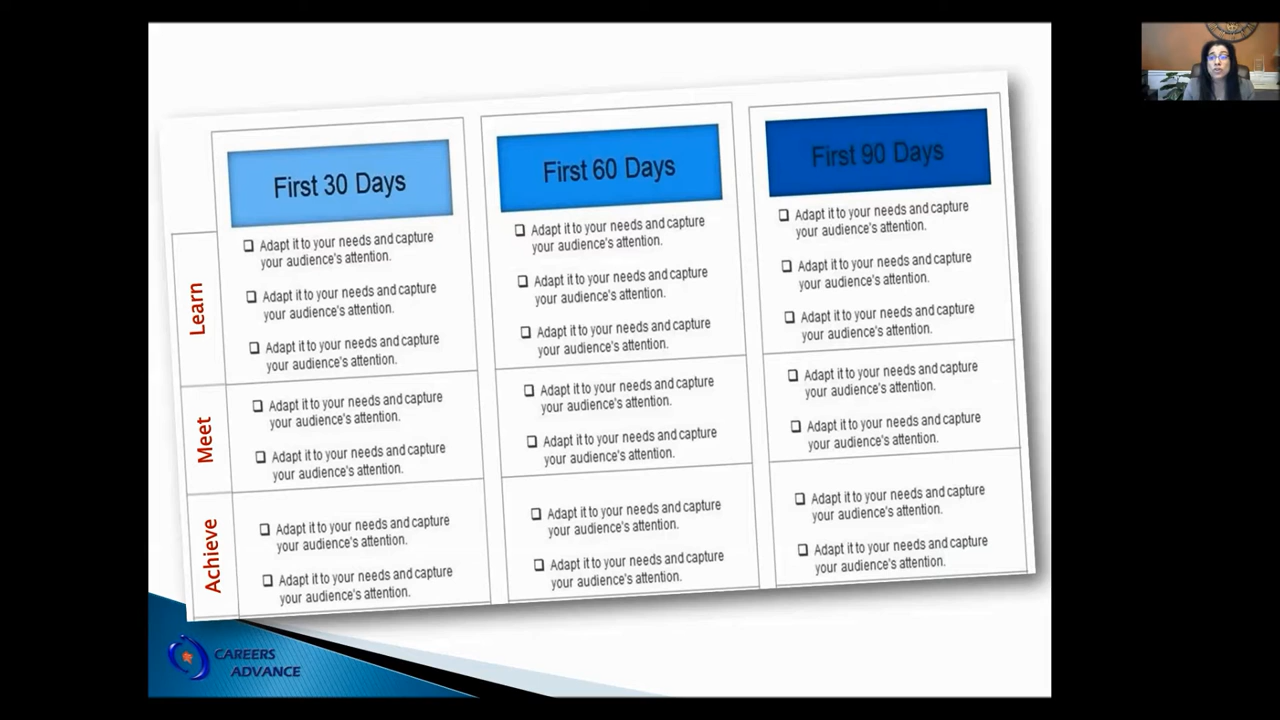 First 30 Days
First 60 Days
First 90 Days
Learn
Adapt it to your needs and capture
your audience's attention.
Adapt it to your needs and capture
your audience's attention.
Adapt it to your needs and capture
your audience's attention.
Adapt it to your needs and capture
your audience's attention.
Adapt it to your needs and capture
your audience's attention.
Adapt it to your needs and capture
your audience's attention.
Adapt it to your needs and capture
your audience's attention.
Adapt it to your needs and capture
your audience's attention.
Adapt it to your needs and capture
your audience's attention.
Meet
Adapt it to your needs and capture
your audience's attention.
Adapt it to your needs and capture
your audience's attention.
Adapt it to your needs and capture
your audience's attention.
Adapt it to your needs and capture
your audience's attention.
Adapt it to your needs and capture
your audience's attention.
Adapt it to your needs and capture
your audience's attention.
Achieve
Adapt it to your needs and capture
your audience's attention.
Adapt it to your needs and capture
your audience's attention.
Adapt it to your needs and capture
your audience's attention.
Adapt it to your needs and capture
your audience's attention.
Adapt it to your needs and capture
your audience's attention.
Adapt it to your needs and capture
your audience's attention.
CAREERS
ADVANCE